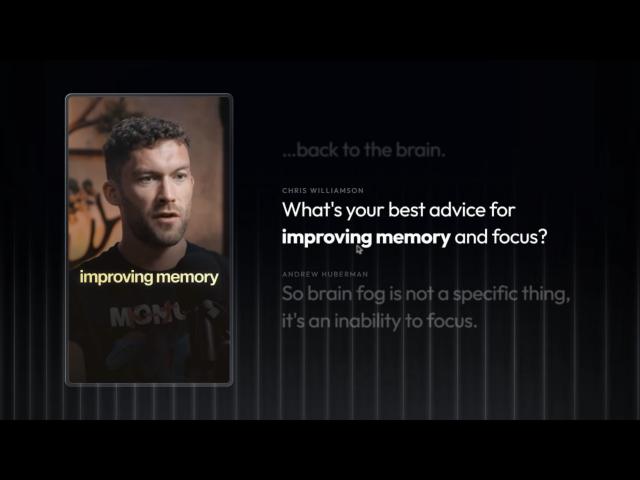 ...back to the brain.
CHRIS WILLIAMSON
What's your best advice for
improving memory and focus?
improving memory
ANDREW HUBERMAN
So brain fog is not a specific thing,
it's an inability to focus.